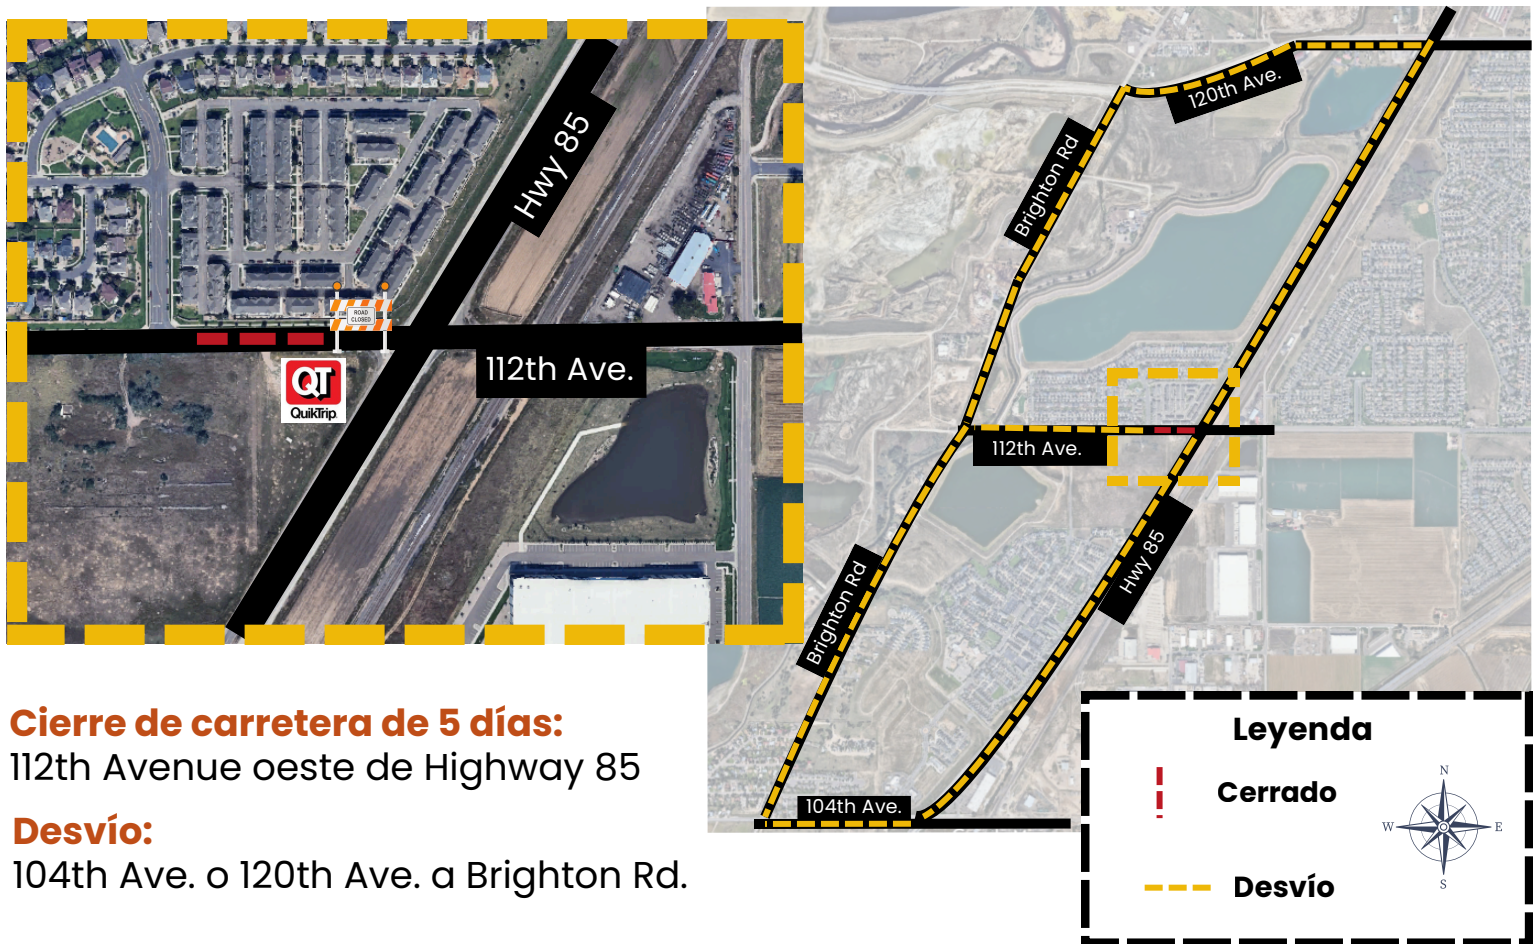 Hwy 85
ROAD
CLOSED
QT
QuikTrip
112th Ave.
120th Ave.
Brighton Rd
112th Ave.
Hwy 85
Brighton Rd
104th Ave.
Cierre de carretera de 5 días:
112th Avenue oeste de Highway 85
Desvío:
104th Ave. o 120th Ave. a Brighton Rd.
Leyenda
Cerrado
Desvío
N
W
E
S